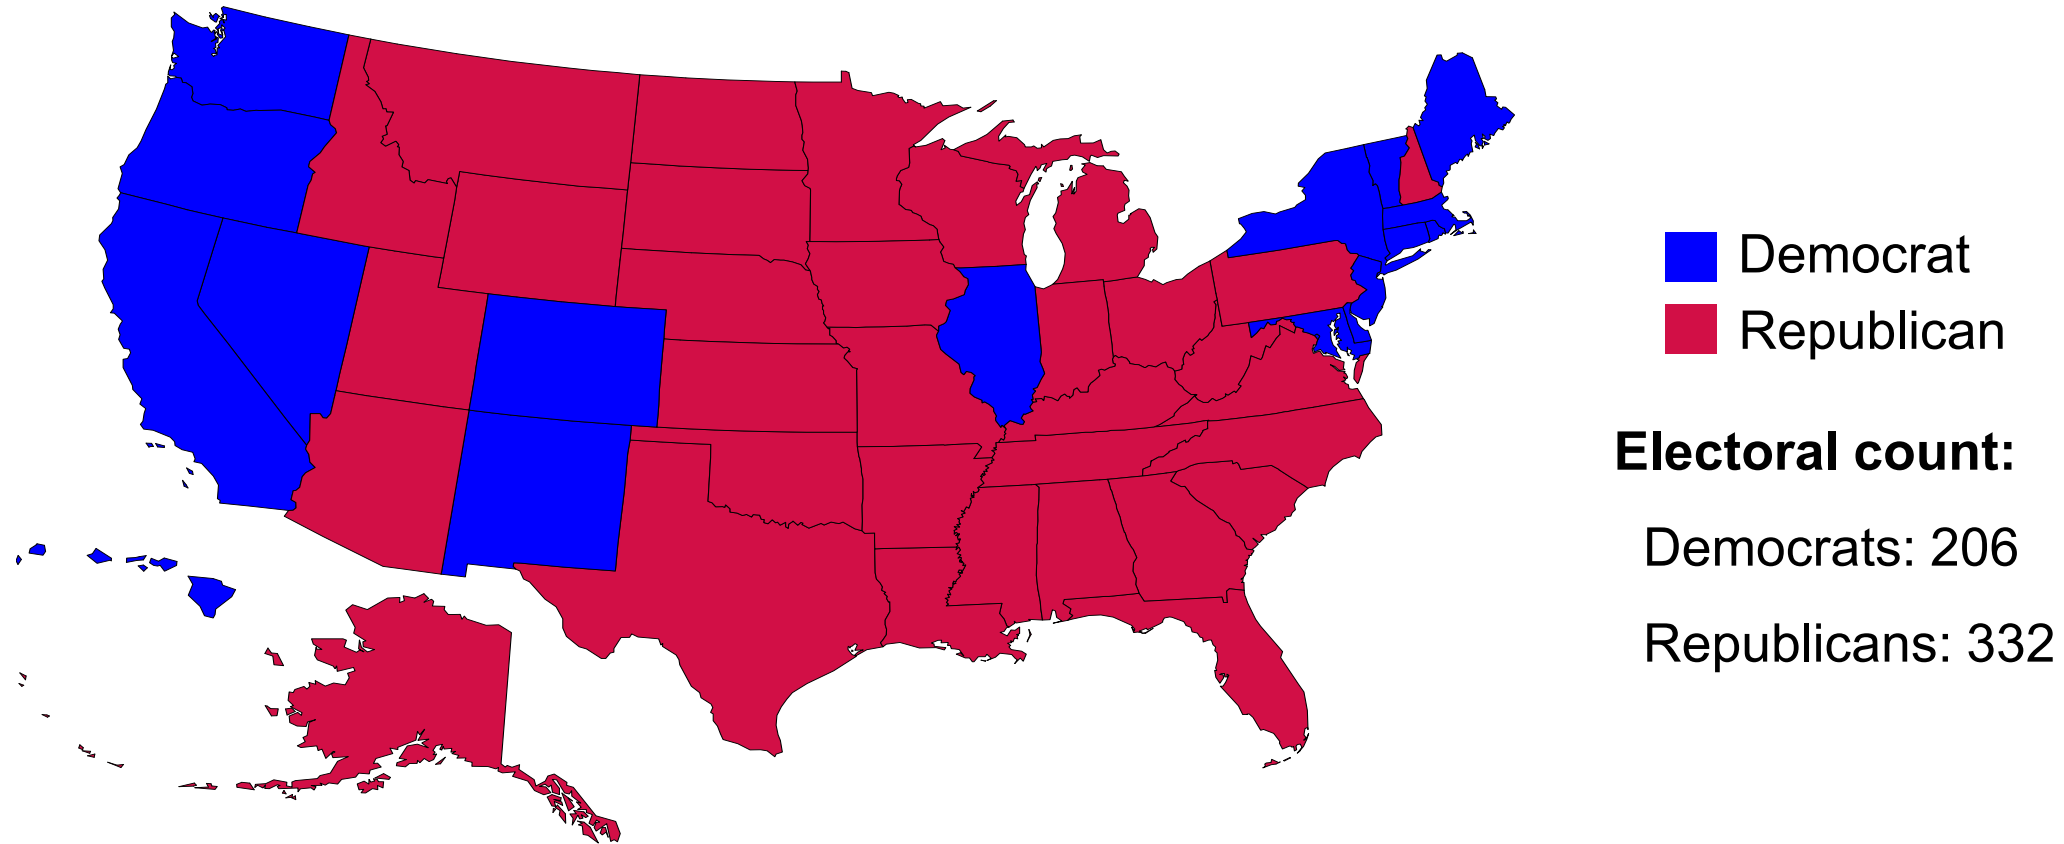 Democrat
Republican
Electoral count:
Democrats: 206
Republicans: 332